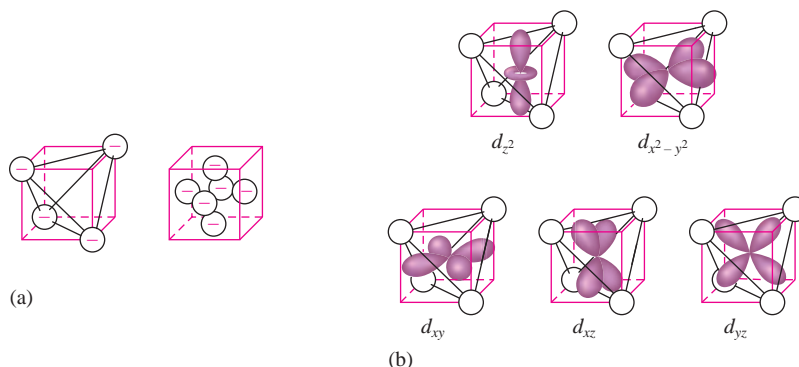 d_{z^2}
d_{x^2 – y^2}
(a)
d_{xy}
d_{xz}
d_{yz}
(b)